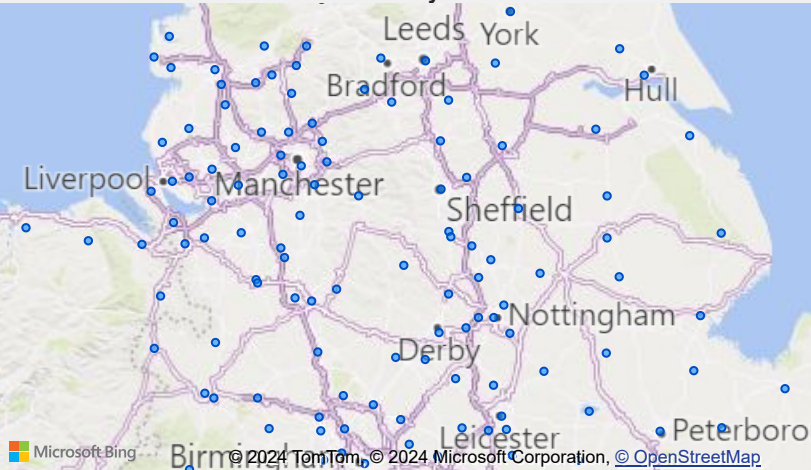 Leeds York
Bradford
Hull
Liverpool
Manchester
Sheffield
Nottingham
Derby
Leicester
Peterboro
Birmingham
Microsoft Bing
© 2024 TomTom, © 2024 Microsoft Corporation, © OpenStreetMap